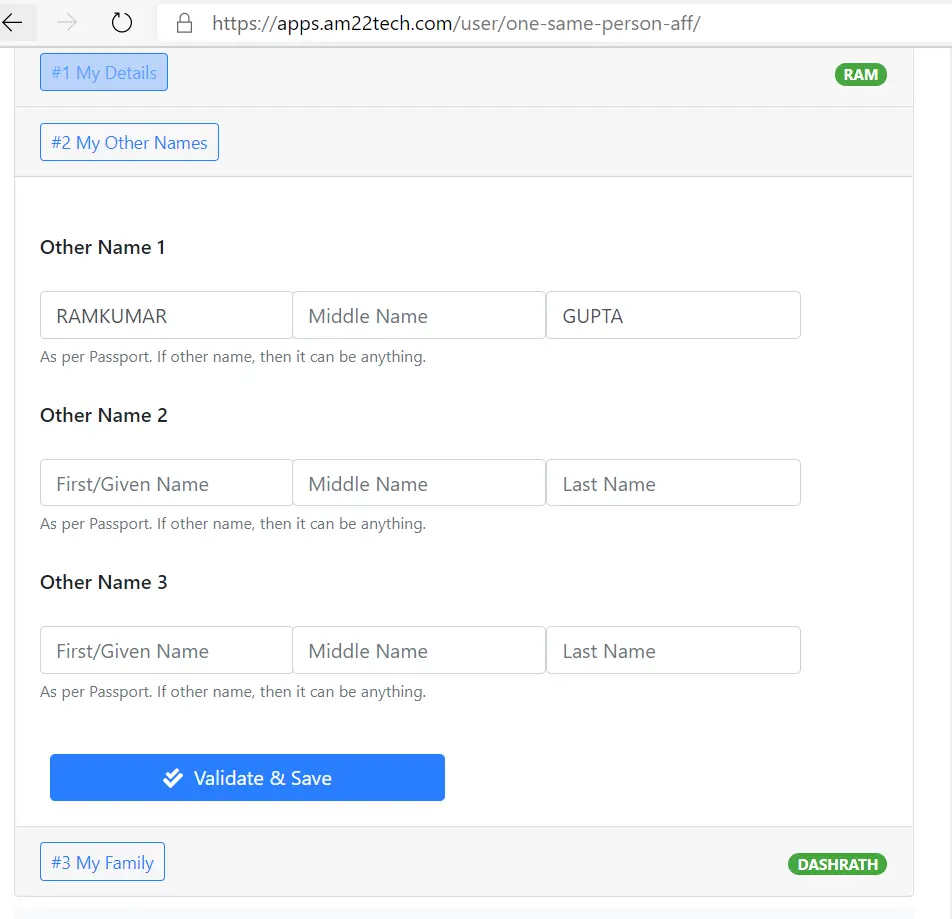 https://apps.am22tech.com/user/one-same-person-aff/
#1 My Details RAM
#2 My Other Names
Other Name 1
RAMKUMAR Middle Name GUPTA
As per Passport. If other name, then it can be anything.
Other Name 2
First/Given Name Middle Name Last Name
As per Passport. If other name, then it can be anything.
Other Name 3
First/Given Name Middle Name Last Name
As per Passport. If other name, then it can be anything.
Validate & Save
#3 My Family DASHRATH